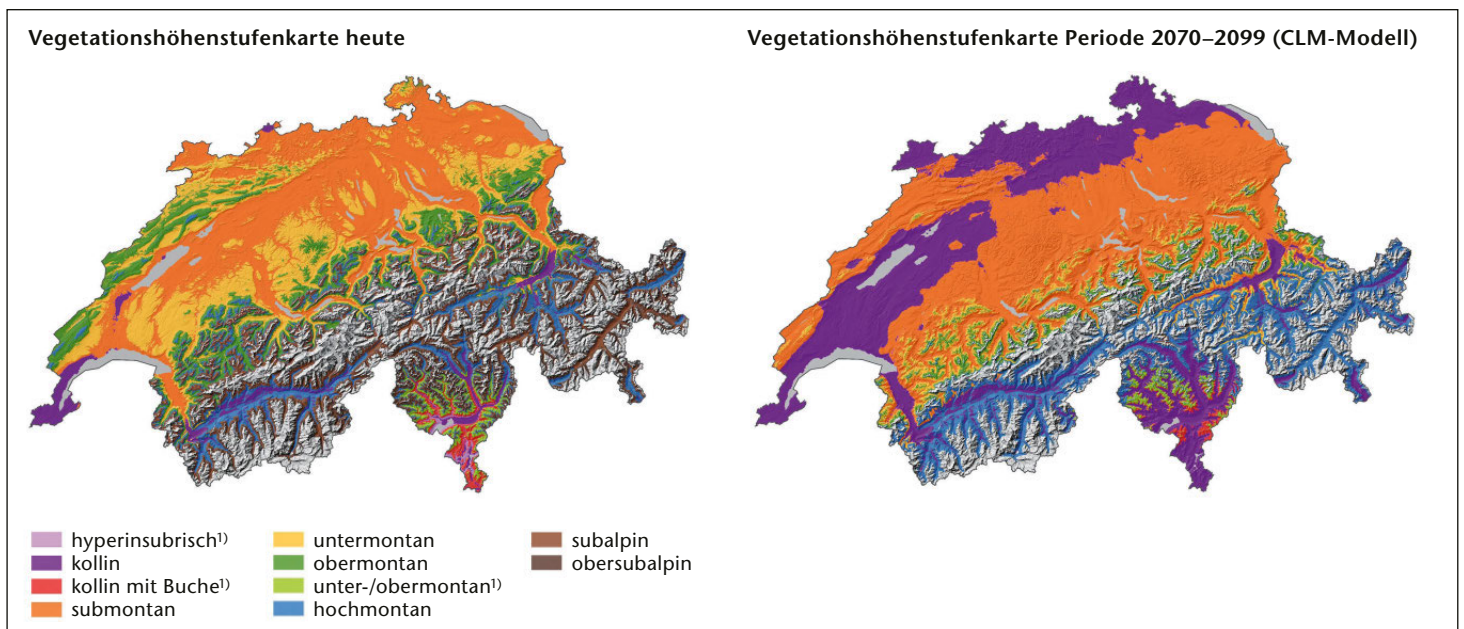 Vegetationshöhenstufenkarte heute
Vegetationshöhenstufenkarte Periode 2070–2099 (CLM-Modell)
hyperinsubrisch1)
kollin
kollin mit Buche1)
submontan
untermontan
obermontan
unter-/obermontan1)
hochmontan
subalpin
obersubalpin